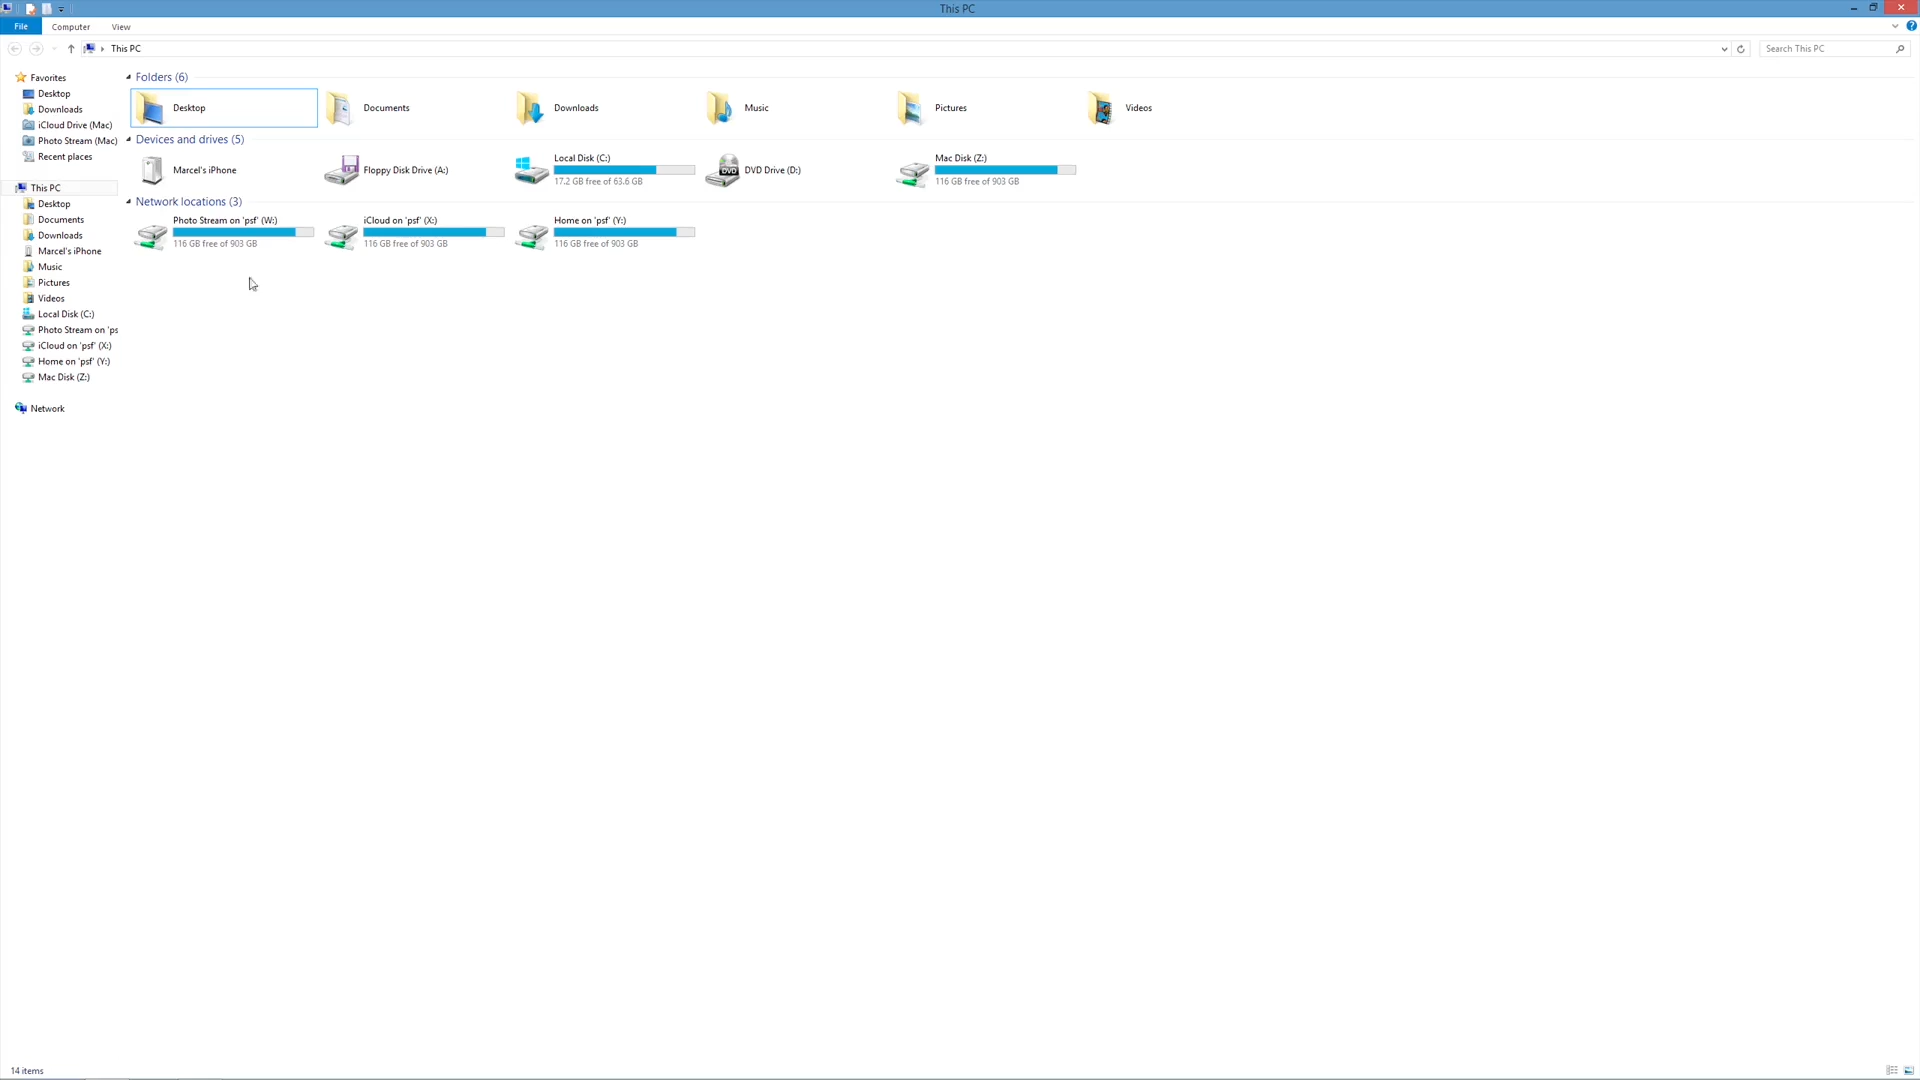 This PC
File
Computer
View
This PC
Search This PC
Favorites
Desktop
Downloads
iCloud Drive (Mac)
Photo Stream (Mac)
Recent places
This PC
Desktop
Documents
Downloads
Marcel's iPhone
Music
Pictures
Videos
Local Disk (C:)
Photo Stream on 'ps
iCloud on 'psf' (X:)
Home on 'psf' (Y:)
Mac Disk (Z:)
Network
Folders (6)
Desktop
Documents
Downloads
Music
Pictures
Videos
Devices and drives (5)
Marcel's iPhone
Floppy Disk Drive (A:)
Local Disk (C:)
17.2 GB free of 63.6 GB
DVD
DVD Drive (D:)
Mac Disk (Z:)
116 GB free of 903 GB
Network locations (3)
Photo Stream on 'psf' (W:)
116 GB free of 903 GB
iCloud on 'psf' (X:)
116 GB free of 903 GB
Home on 'psf' (Y:)
116 GB free of 903 GB
14 items